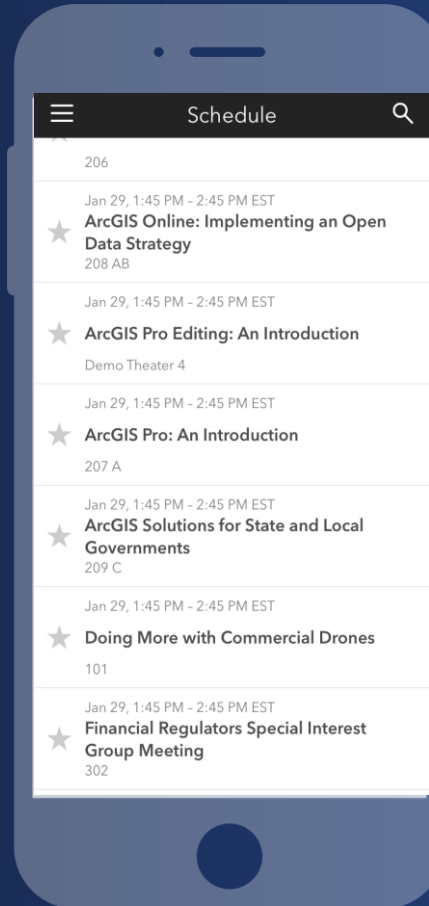 Schedule
206
Jan 29, 1:45 PM – 2:45 PM EST
ArcGIS Online: Implementing an Open
Data Strategy
208 AB
Jan 29, 1:45 PM – 2:45 PM EST
ArcGIS Pro Editing: An Introduction
Demo Theater 4
Jan 29, 1:45 PM – 2:45 PM EST
ArcGIS Pro: An Introduction
207 A
Jan 29, 1:45 PM – 2:45 PM EST
ArcGIS Solutions for State and Local
Governments
209 C
Jan 29, 1:45 PM – 2:45 PM EST
Doing More with Commercial Drones
101
Jan 29, 1:45 PM – 2:45 PM EST
Financial Regulators Special Interest
Group Meeting
302